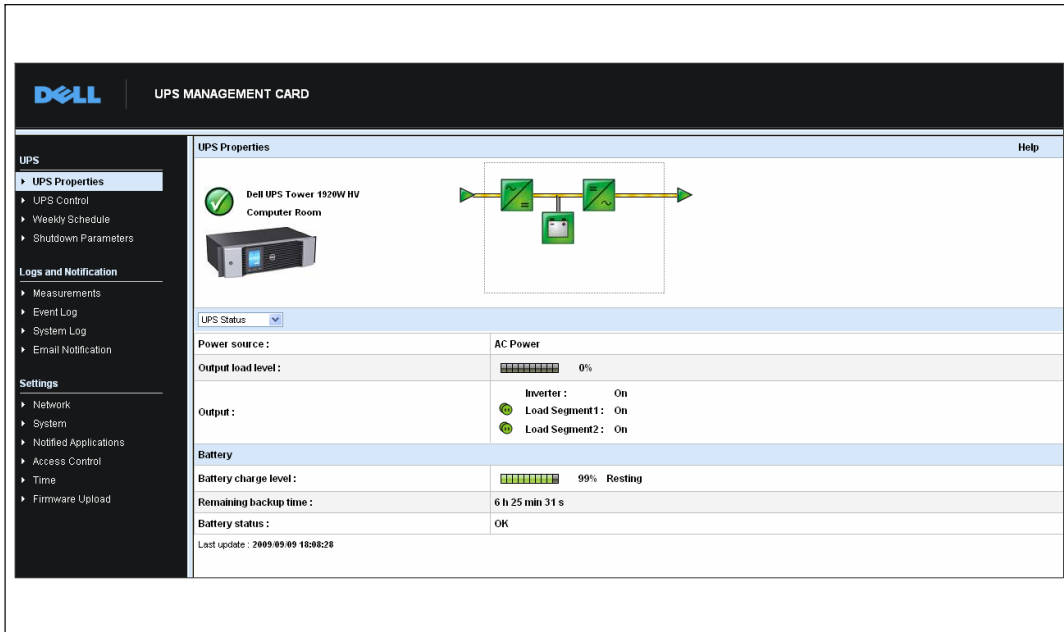 DELL
UPS MANAGEMENT CARD
UPS
UPS Properties
UPS Control
Weekly Schedule
Shutdown Parameters
Logs and Notification
Measurements
Event Log
System Log
Email Notification
Settings
Network
System
Notified Applications
Access Control
Time
Firmware Upload
UPS Properties Help
Dell UPS Tower 1920W HV
Computer Room
UPS Status
Power source : AC Power
Output load level : 0%
Output :
Inverter : On
Load Segment1 : On
Load Segment2 : On
Battery
Battery charge level : 99% Resting
Remaining backup time : 6 h 25 min 31 s
Battery status : OK
Last update : 2009/09/09 18:08:28